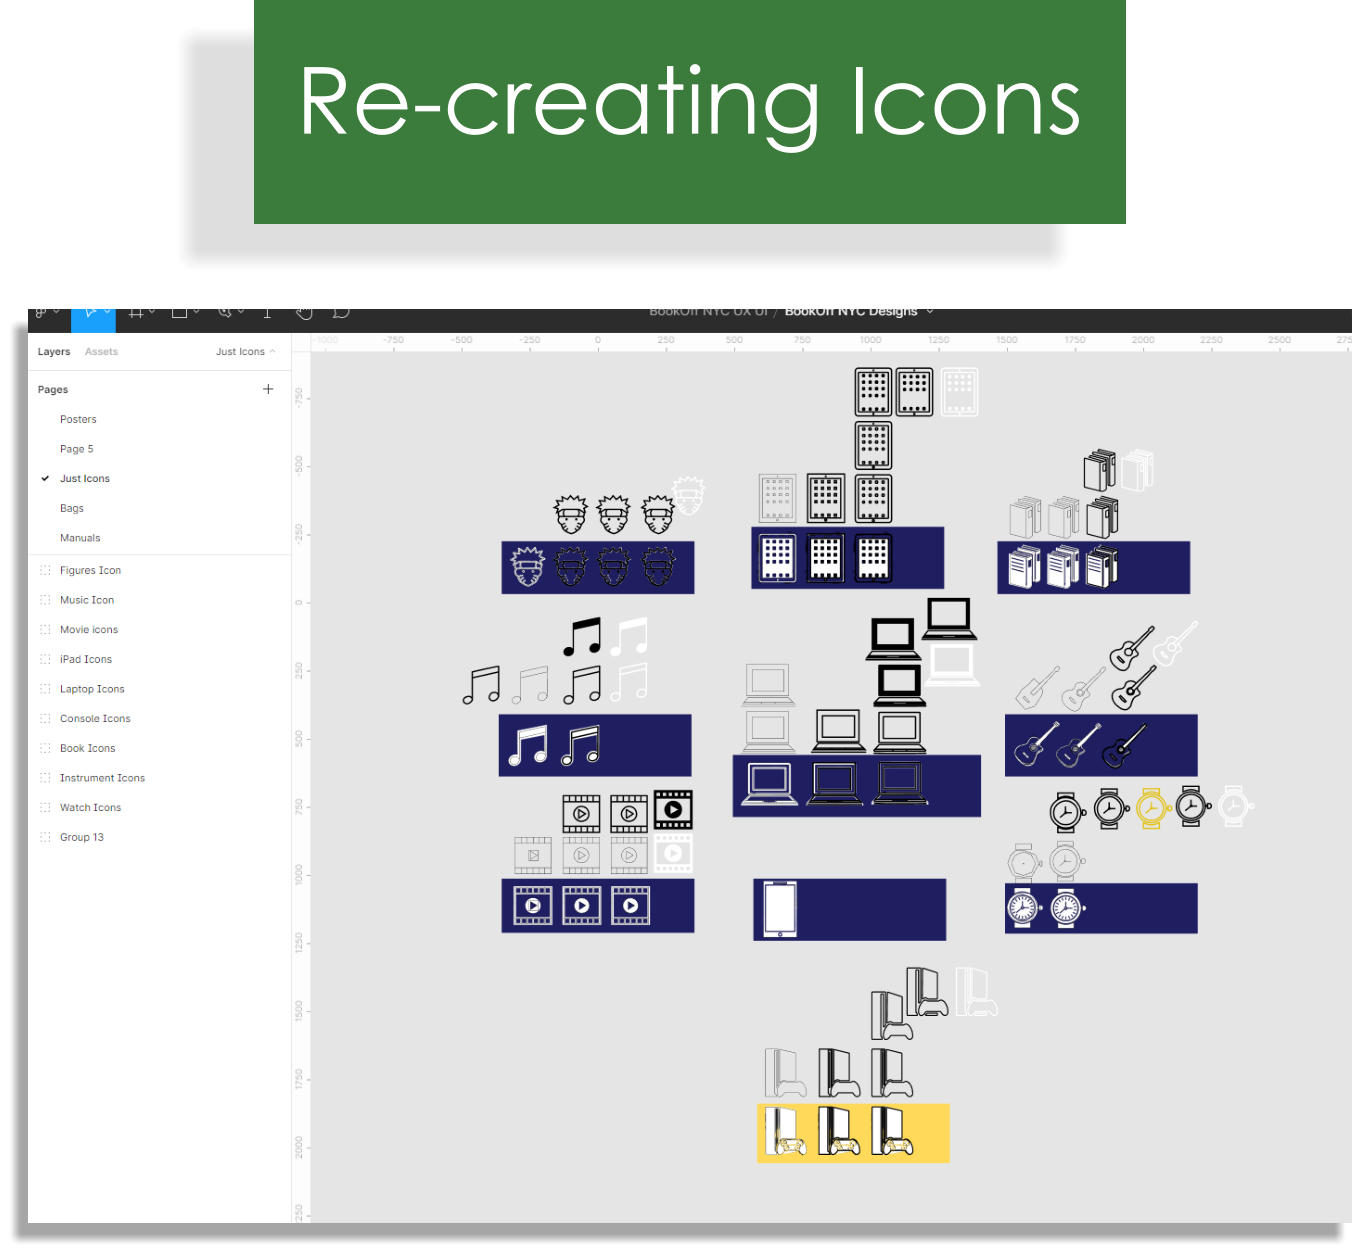 Re-creating Icons
BookOff NYC UX UI / BookOff NYC Designs
Layers Assets Just Icons
-1000 -750 -500 -250 0 250 500 750 1000 1250 1500 1750 2000 2250 2500 275
Pages
Posters
Page 5
Just Icons
Bags
Manuals
Figures Icon
Music Icon
Movie icons
iPad Icons
Laptop Icons
Console Icons
Book Icons
Instrument Icons
Watch Icons
Group 13
-750
-500
-250
0
250
500
750
1000
1250
1500
1750
2000
250